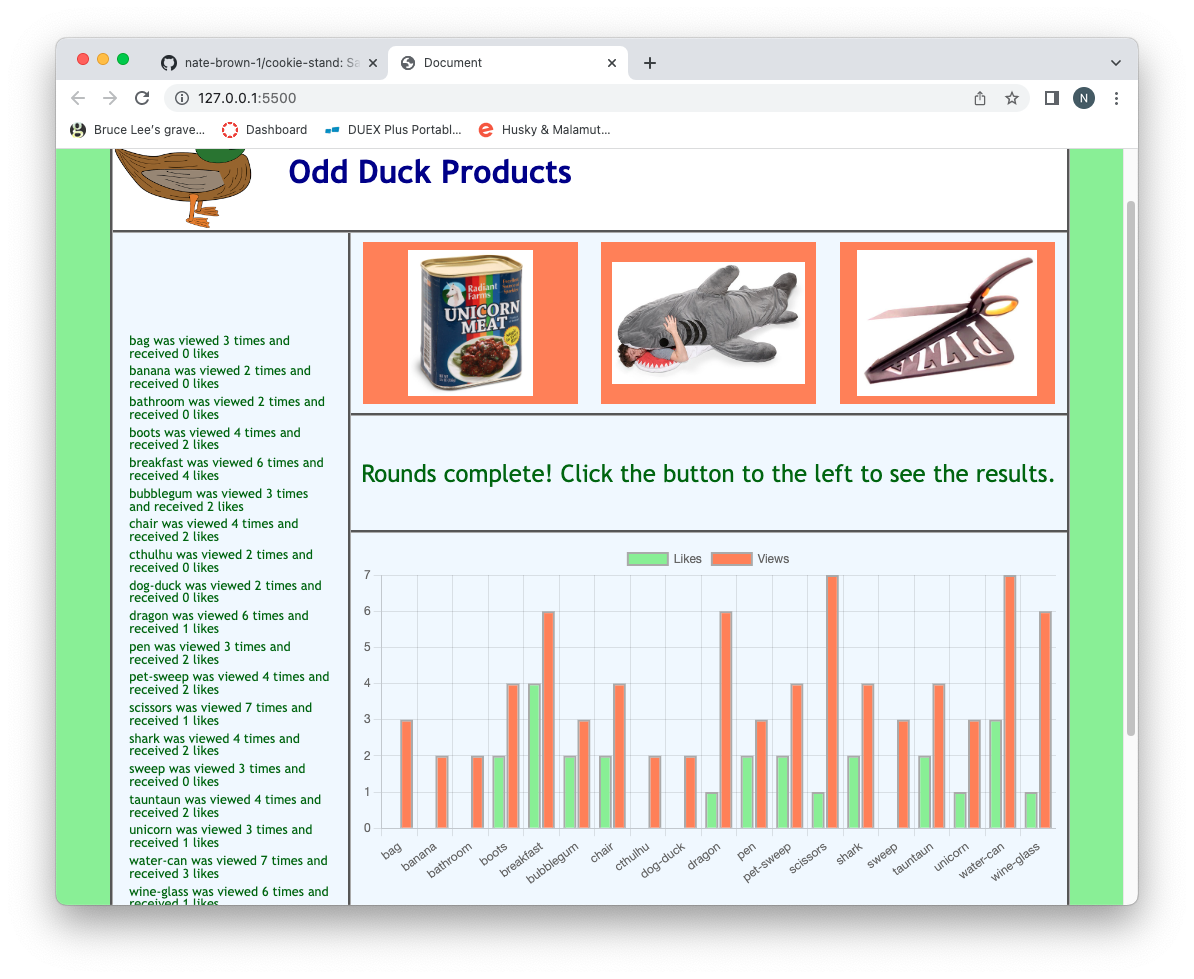 nate-brown-1/cookie-stand: Sa
Document
127.0.0.1:5500
N
Bruce Lee's grave...
Dashboard
DUEX Plus Portabl...
Husky & Malamut...
Odd Duck Products
Radiant
Farms
UNICORN
MEAT
PIZZA
bag was viewed 3 times and
received 0 likes
banana was viewed 2 times and
received 0 likes
bathroom was viewed 2 times and
received 0 likes
boots was viewed 4 times and
received 2 likes
breakfast was viewed 6 times and
received 4 likes
bubblegum was viewed 3 times
and received 2 likes
chair was viewed 4 times and
received 2 likes
cthulhu was viewed 2 times and
received 0 likes
dog-duck was viewed 2 times and
received 0 likes
dragon was viewed 6 times and
received 1 likes
pen was viewed 3 times and
received 2 likes
pet-sweep was viewed 4 times and
received 2 likes
scissors was viewed 7 times and
received 1 likes
shark was viewed 4 times and
received 2 likes
sweep was viewed 3 times and
received 0 likes
tauntaun was viewed 4 times and
received 2 likes
unicorn was viewed 3 times and
received 1 likes
water-can was viewed 7 times and
received 3 likes
wine-glass was viewed 6 times and
received 1 likes
Rounds complete! Click the button to the left to see the results.
Likes
Views
7
6
5
4
3
2
1
0
bag
banana
bathroom
boots
breakfast
bubblegum
chair
cthulhu
dog-duck
dragon
pen
pet-sweep
scissors
shark
sweep
tauntaun
unicorn
water-can
wine-glass